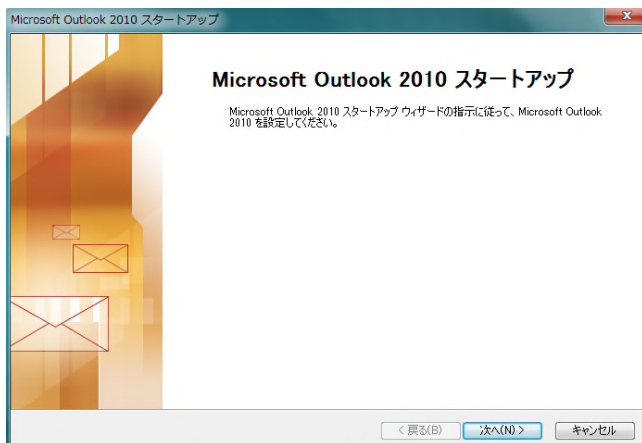 Microsoft Outlook 2010 スタートアップ
Microsoft Outlook 2010 スタートアップ
Microsoft Outlook 2010 スタートアップ ウィザードの指示に従って、Microsoft Outlook
2010 を設定してください。
< 戻る(B) 次へ(N) > キャンセル